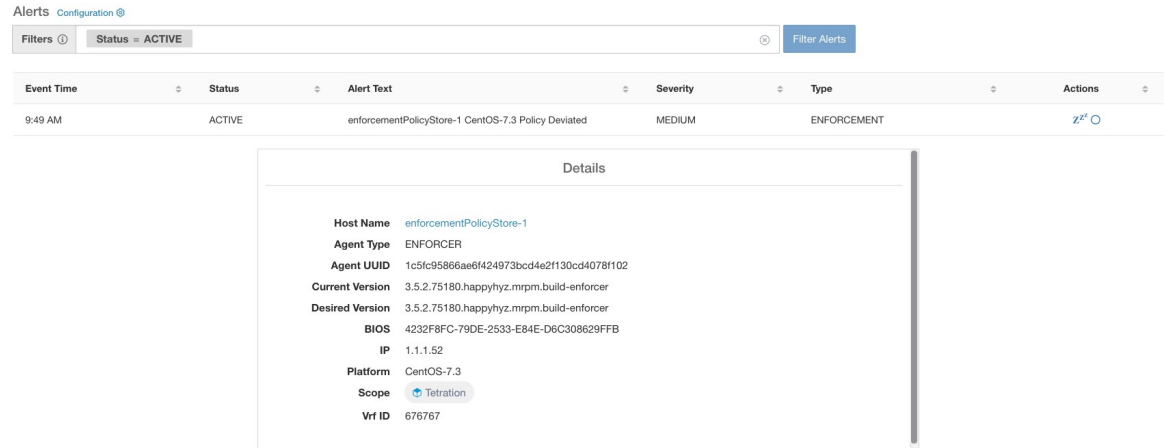 Alerts Configuration
Filters Status = ACTIVE Filter Alerts
Event Time Status Alert Text Severity Type Actions
9:49 AM ACTIVE enforcementPolicyStore-1 CentOS-7.3 Policy Deviated MEDIUM ENFORCEMENT zzz
Details
Host Name enforcementPolicyStore-1
Agent Type ENFORCER
Agent UUID 1c5fc95866ae6f424973bcd4e2f130cd4078f102
Current Version 3.5.2.75180.happyhyz.mrpm.build-enforcer
Desired Version 3.5.2.75180.happyhyz.mrpm.build-enforcer
BIOS 4232F8FC-79DE-2533-E84E-D6C308629FFB
IP 1.1.1.52
Platform CentOS-7.3
Scope Tetration
Vrf ID 676767